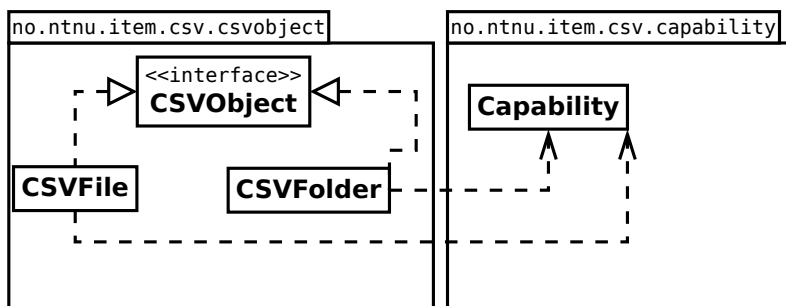 no.ntnu.item.csv.csvobject
no.ntnu.item.csv.capability
<<interface>>
CSVObject
Capability
CSVFile
CSVFolder